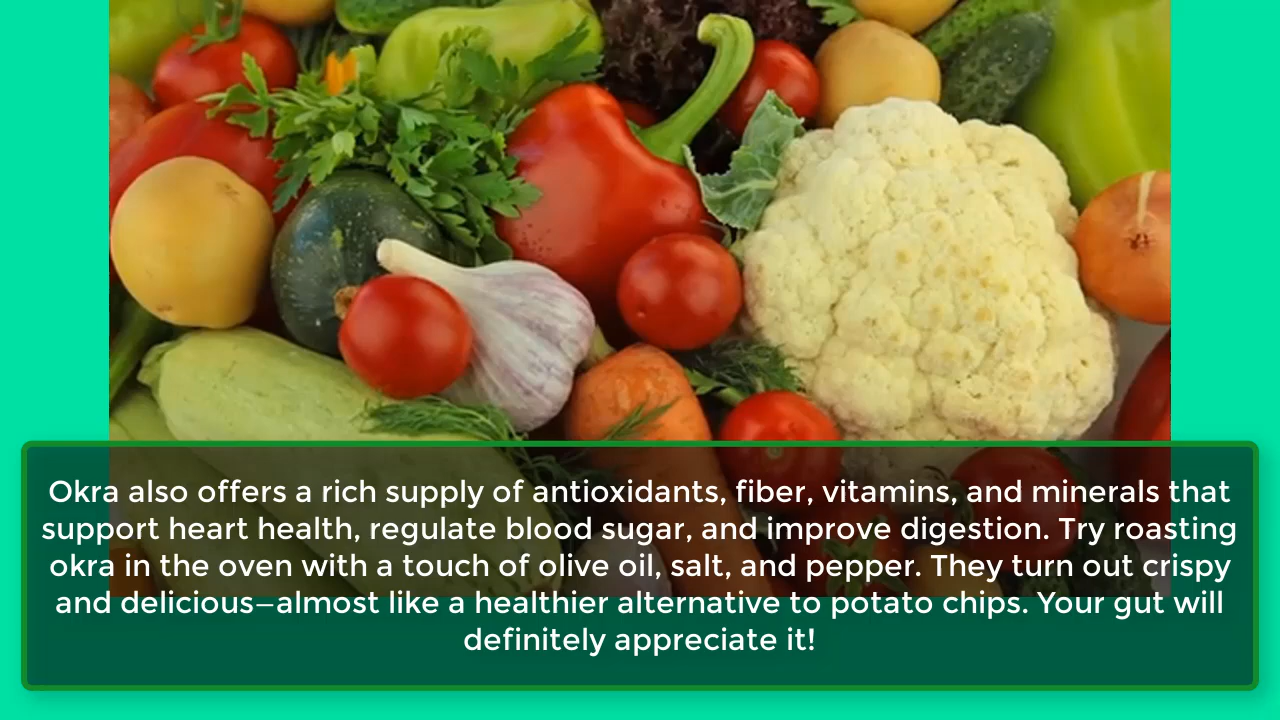 Okra also offers a rich supply of antioxidants, fiber, vitamins, and minerals that
support heart health, regulate blood sugar, and improve digestion. Try roasting
okra in the oven with a touch of olive oil, salt, and pepper. They turn out crispy
and delicious—almost like a healthier alternative to potato chips. Your gut will
definitely appreciate it!